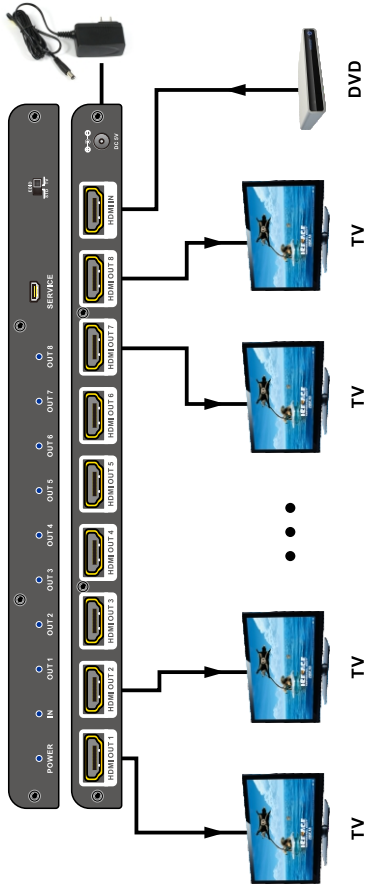 POWER
IN
OUT 1
OUT 2
OUT 3
OUT 4
OUT 5
OUT 6
OUT 7
OUT 8
SERVICE
HDMI OUT 1
HDMI OUT 2
HDMI OUT 3
HDMI OUT 4
HDMI OUT 5
HDMI OUT 6
HDMI OUT 7
HDMI OUT 8
HDMI IN
DC 5V
TV
TV
TV
TV
DVD